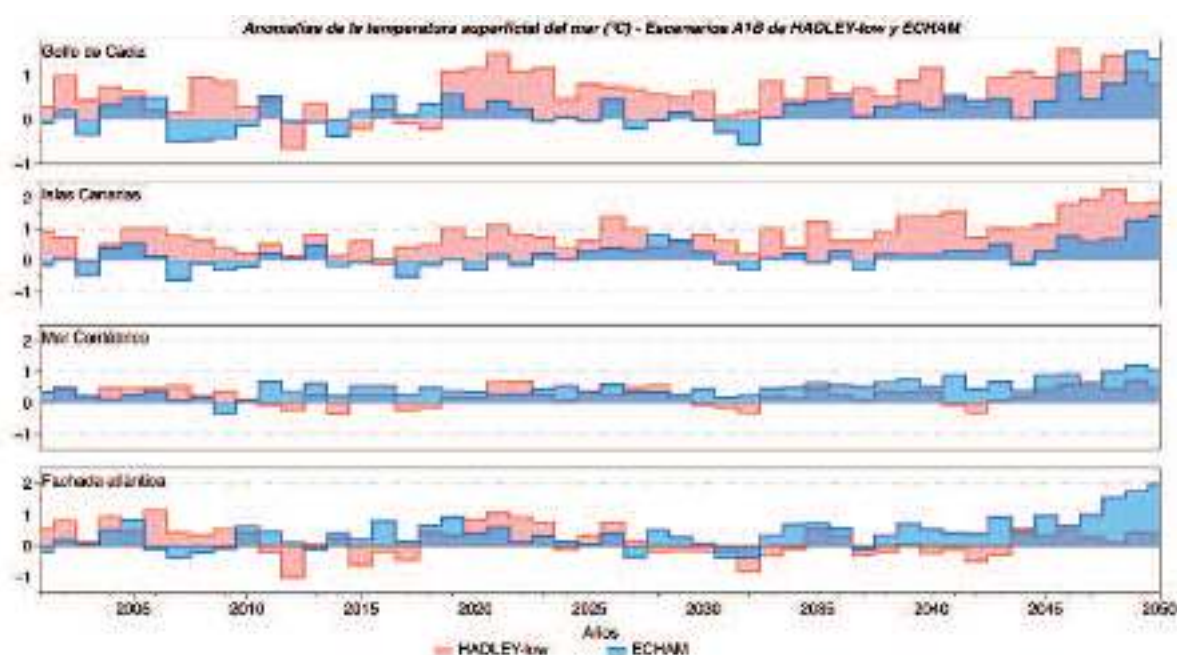 Anomalías de la temperatura superficial del mar (°C) - Escenarios A1B de HADLEY-low y ECHAM
Golfo de Cádiz
1
0
−1
Islas Canarias
2
1
0
−1
Mar Cantábrico
2
1
0
−1
Fachada atlántica
2
1
0
−1
2005 2010 2015 2020 2025 2030 2035 2040 2045 2050
Años
HADLEY-low ECHAM